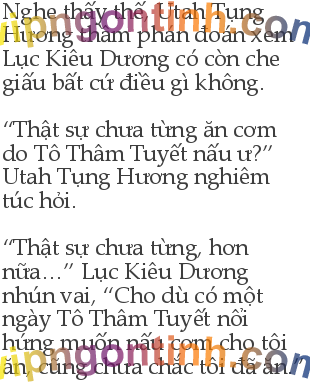 Nghe thấy thế, Utah Tụng
Hương thầm phán đoán xem
Lục Kiêu Dương có còn che
giấu bất cứ điều gì không.
“Thật sự chưa từng ăn cơm
do Tô Thâm Tuyết nấu ư?”
Utah Tụng Hương nghiêm
túc hỏi.
“Thật sự chưa từng, hơn
nữa…” Lục Kiêu Dương
nhún vai, “Cho dù có một
ngày Tô Thâm Tuyết nổi
hứng muốn nấu cơm cho tôi
ăn, cũng chưa chắc tôi đã ăn.”